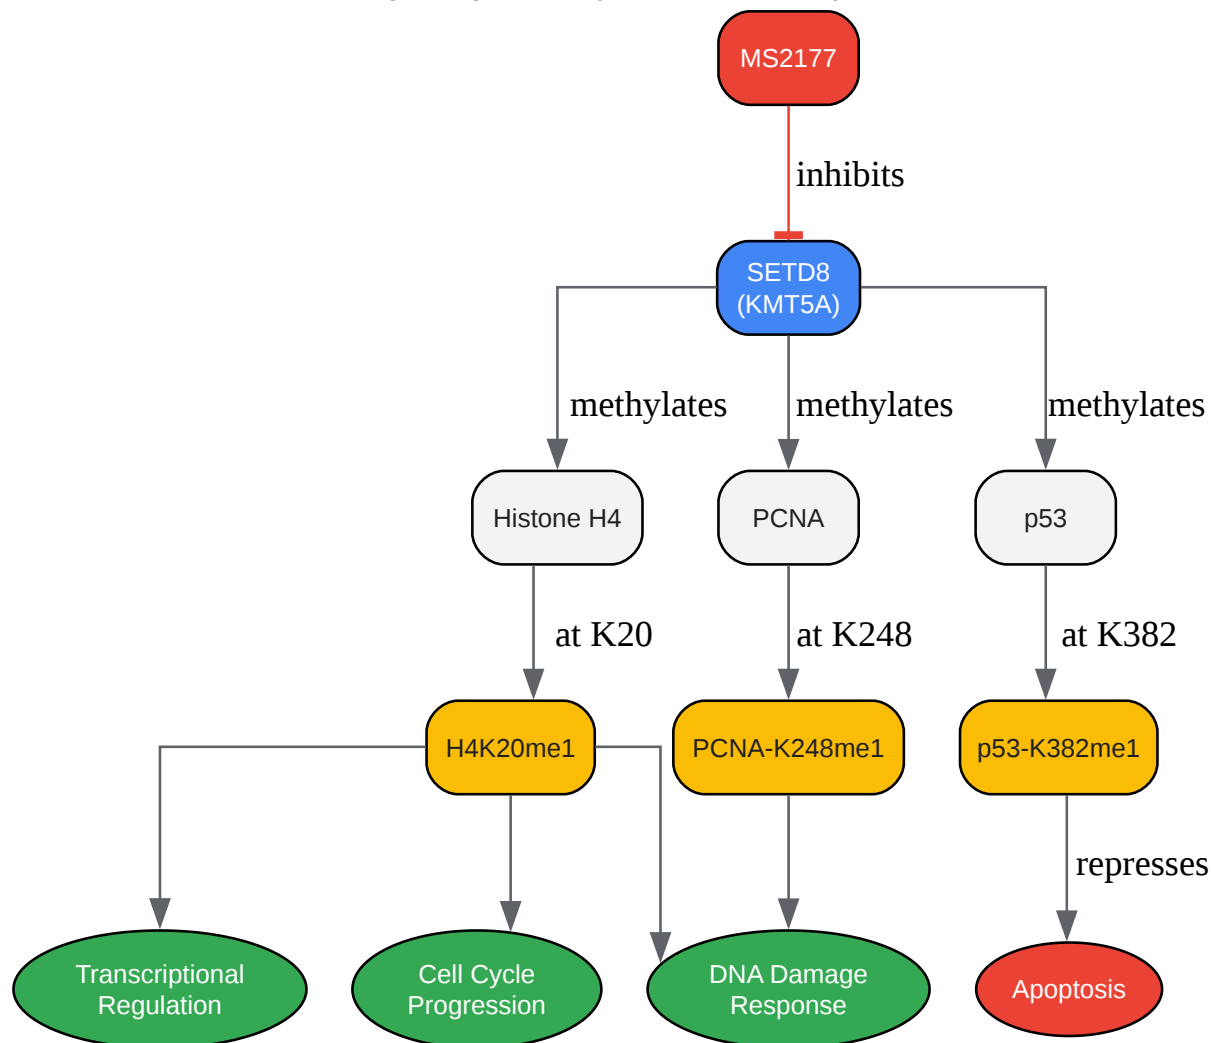 MS2177
inhibits
SETD8
(KMT5A)
methylates
methylates
methylates
Histone H4
PCNA
p53
at K20
at K248
at K382
H4K20me1
PCNA-K248me1
p53-K382me1
represses
Transcriptional
Regulation
Cell Cycle
Progression
DNA Damage
Response
Apoptosis